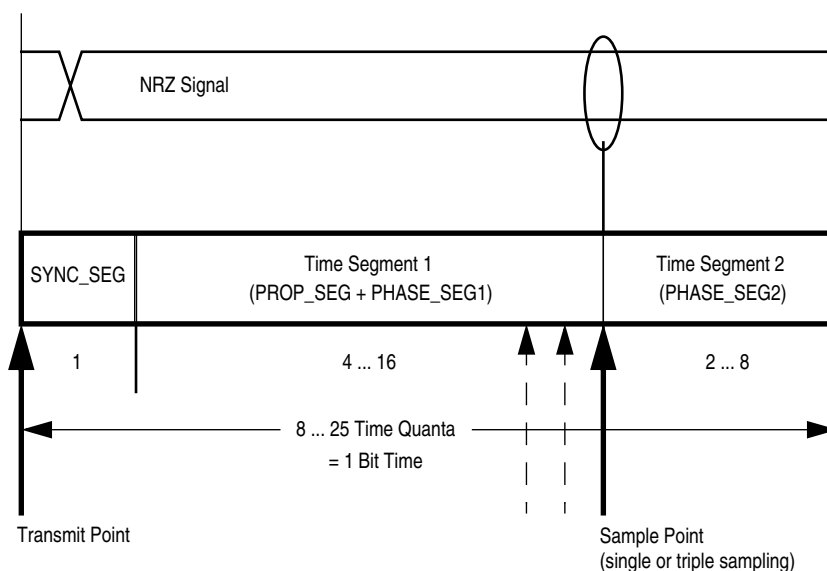 NRZ Signal
SYNC_SEG
Time Segment 1
(PROP_SEG + PHASE_SEG1)
Time Segment 2
(PHASE_SEG2)
1
4 ... 16
2 ... 8
8 ... 25 Time Quanta
= 1 Bit Time
Transmit Point
Sample Point
(single or triple sampling)